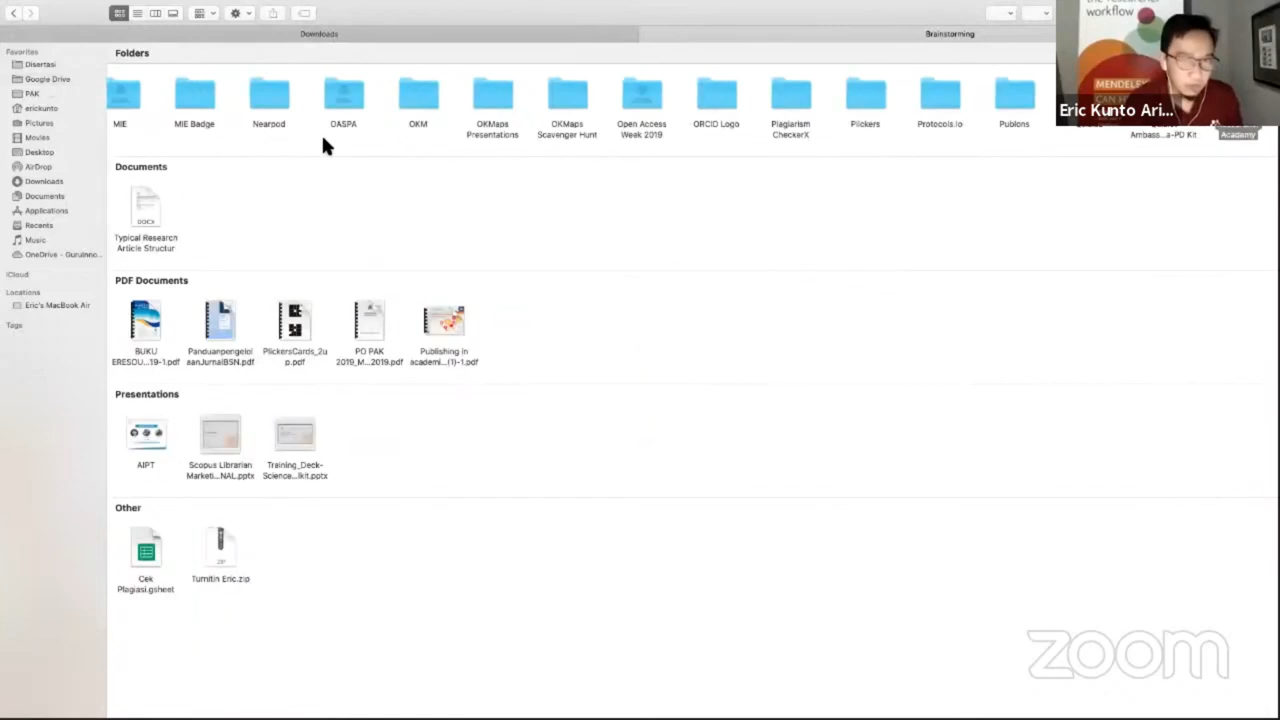 Downloads
Brainstorming
workflow
MENDELEY
Eric Kunto Ari...
Favorites
Disertasi
Google Drive
PAK
erickunto
Pictures
Movies
Desktop
AirDrop
Downloads
Documents
Applications
Recents
Music
OneDrive - GuruInno...
iCloud
Locations
Eric's MacBook Air
Tags
Folders
MIE
MIE Badge
Nearpod
OASPA
OKM
OKMaps
Presentations
OKMaps
Scavenger Hunt
Open Access
Week 2019
ORCID Logo
Plagiarism
CheckerX
Plickers
Protocols.io
Publons
Ambass...a-PD Kit
Academy
Documents
DOCX
Typical Research
Article Structur
PDF Documents
BUKU
ERESOU...19-1.pdf
Panduanpengelol
aanJurnalBSN.pdf
PlickersCards_2u
p.pdf
PO PAK
2019_M...2019.pdf
Publishing in
academi...(1)-1.pdf
Presentations
AIPT
Scopus Librarian
Marketi...NAL.pptx
Training_Deck-
Science...lkit.pptx
Other
ZIP
Cek
Plagiasi.gsheet
Turnitin Eric.zip
zoom